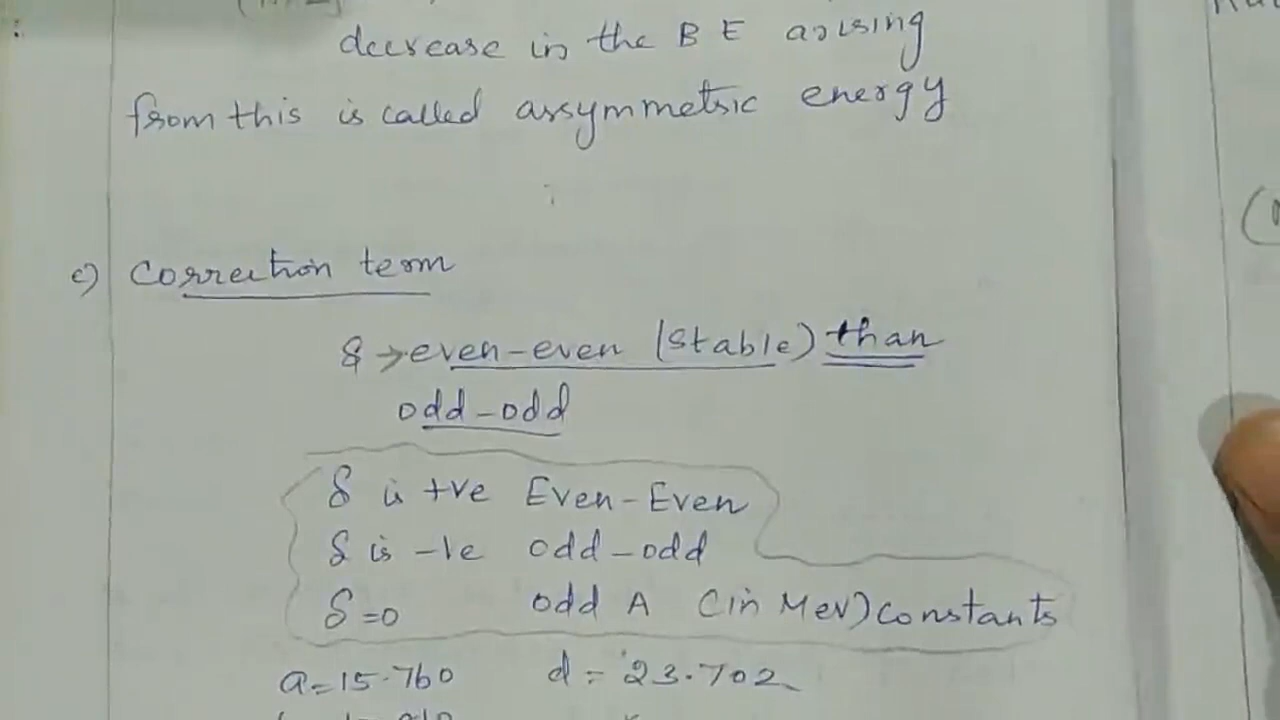 decrease in the B E arising
from this is called assymmetric energy
c) Correction term
δ → even-even (stable) than
odd-odd
δ is +ve Even-Even
δ is -ve odd-odd
δ=0 odd A (in Mev) constants
a=15.760 d = 23.702